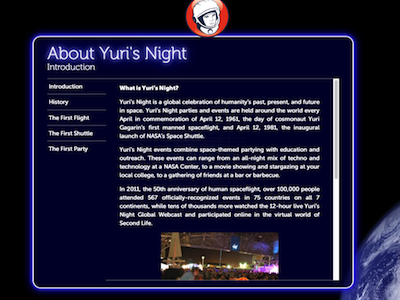 About Yuri's Night
Introduction
Introduction
History
The First Flight
The First Shuttle
The First Party
What is Yuri's Night?
Yuri's Night is a global celebration of humanity's past, present, and future
in space. Yuri's Night parties and events are held around the world every
April in commemoration of April 12, 1961, the day of cosmonaut Yuri
Gagarin's first manned spaceflight, and April 12, 1981, the inaugural
launch of NASA's Space Shuttle.
Yuri's Night events combine space-themed partying with education and
outreach. These events can range from an all-night mix of techno and
technology at a NASA Center, to a movie showing and stargazing at your
local college, to a gathering of friends at a bar or barbecue.
In 2011, the 50th anniversary of human spaceflight, over 100,000 people
attended 567 officially-recognized events in 75 countries on all 7
continents, while tens of thousands more watched the 12-hour live Yuri's
Night Global Webcast and participated online in the virtual world of
Second Life.